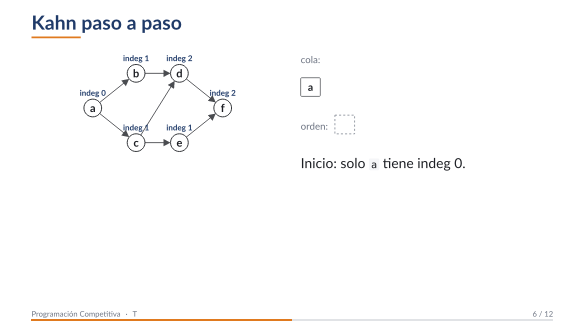 Kahn paso a paso
indeg 1
indeg 2
b
d
indeg 0
indeg 2
a
f
indeg 1
indeg 1
c
e
cola:
a
orden:
Inicio: solo a tiene indeg 0.
Programación Competitiva · T
6 / 12